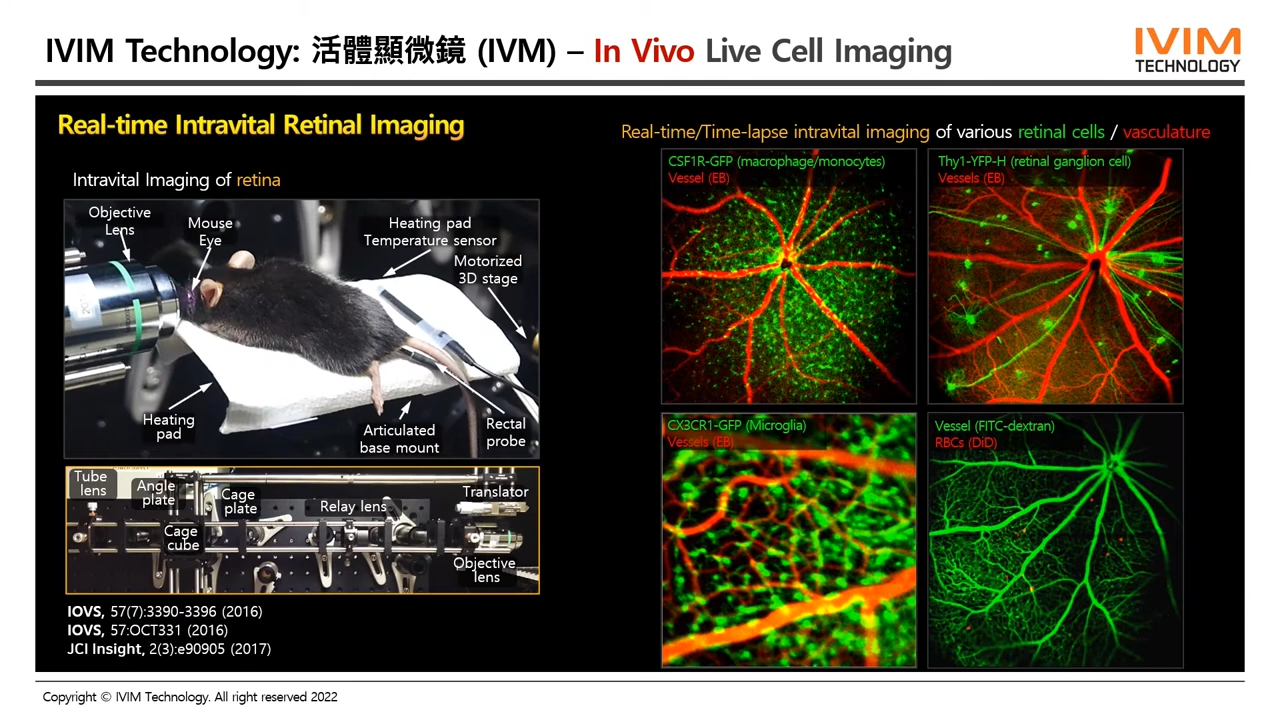 IVIM Technology: 活體顯微鏡 (IVM) – In Vivo Live Cell Imaging
IVIM
TECHNOLOGY
Real-time Intravital Retinal Imaging
Intravital Imaging of retina
Objective
Lens
Mouse
Eye
Heating pad
Temperature sensor
Motorized
3D stage
Heating
pad
Articulated
base mount
Rectal
probe
Tube
lens
Angle
plate
Cage
plate
Cage
cube
Relay lens
Translator
Objective
lens
IOVS, 57(7):3390-3396 (2016)
IOVS, 57:OCT331 (2016)
JCI Insight, 2(3):e90905 (2017)
Real-time/Time-lapse intravital imaging of various retinal cells / vasculature
CSF1R-GFP (macrophage/monocytes)
Vessel (EB)
Thy1-YFP-H (retinal ganglion cell)
Vessels (EB)
CX3CR1-GFP (Microglia)
Vessels (EB)
Vessel (FITC-dextran)
RBCs (DiD)
Copyright © IVIM Technology. All right reserved 2022